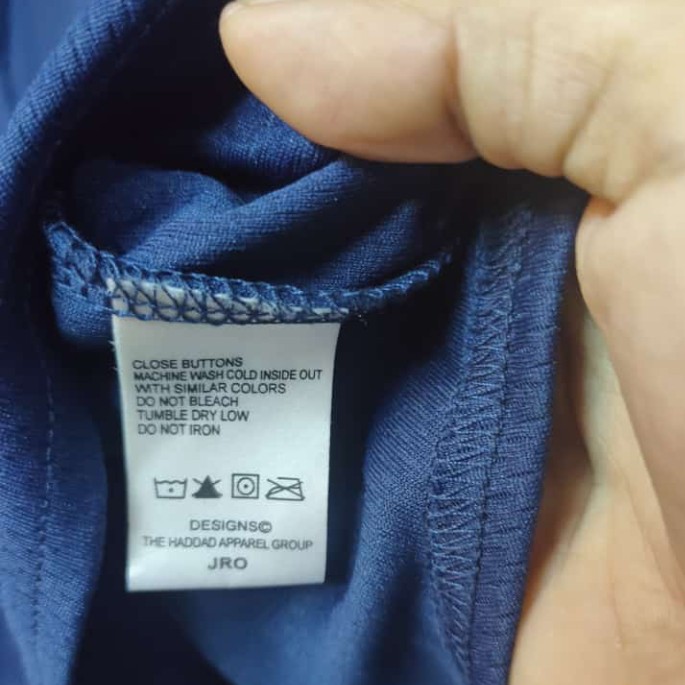 CLOSE BUTTONS
MACHINE WASH COLD INSIDE OUT
WITH SIMILAR COLORS
DO NOT BLEACH
TUMBLE DRY LOW
DO NOT IRON
DESIGNS©
THE HADDAD APPAREL GROUP
JRO